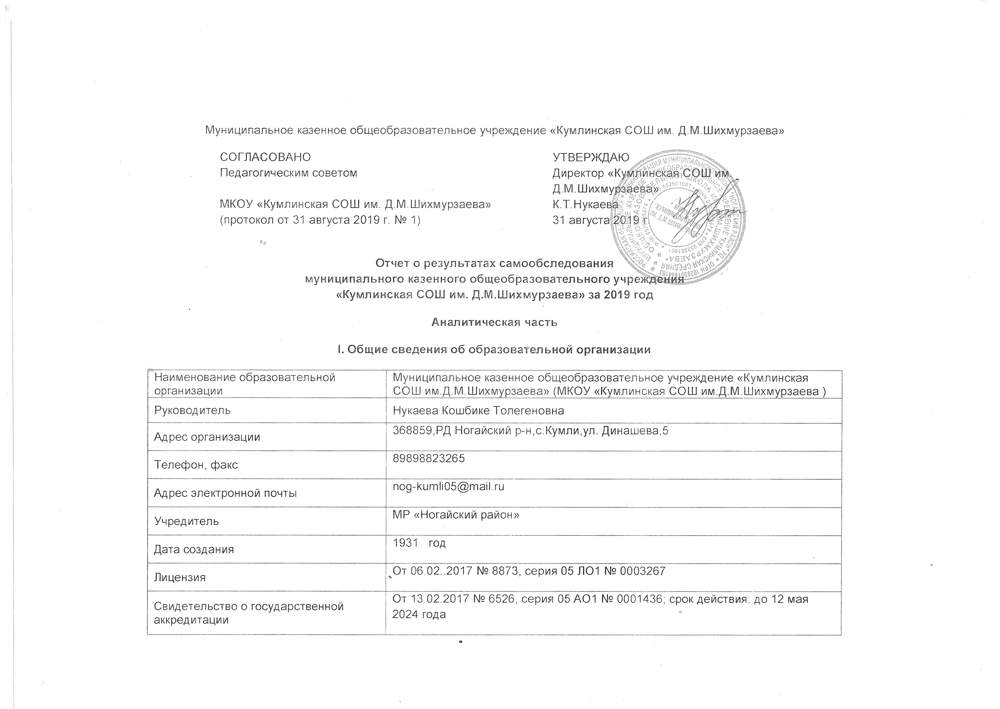 Муниципальное казенное общеобразовательное учреждение «Кумлинская СОШ им. Д.М.Шихмурзаева»
СОГЛАСОВАНО
Педагогическим советом
МКОУ «Кумлинская СОШ им. Д.М.Шихмурзаева»
(протокол от 31 августа 2019 г. № 1)
УТВЕРЖДАЮ
Директор «Кумлинская СОШ им.
Д.М.Шихмурзаева»
К.Т.Нукаева
31 августа 2019 г.
Отчет о результатах самообследования
муниципального казенного общеобразовательного учреждения
«Кумлинская СОШ им. Д.М.Шихмурзаева» за 2019 год
Аналитическая часть
I. Общие сведения об образовательной организации
Наименование образовательной
организации
Муниципальное казенное общеобразовательное учреждение «Кумлинская
СОШ им.Д.М.Шихмурзаева» (МКОУ «Кумлинская СОШ им.Д.М.Шихмурзаева )
Руководитель
Нукаева Кошбике Толегеновна
Адрес организации
368859,РД Ногайский р-н,с.Кумли,ул. Динашева,5
Телефон, факс
89898823265
Адрес электронной почты
nog-kumli05@mail.ru
Учредитель
МР «Ногайский район»
Дата создания
1931 год
Лицензия
От 06.02..2017 № 8873, серия 05 ЛО1 № 0003267
Свидетельство о государственной
аккредитации
От 13.02.2017 № 6526, серия 05 АО1 № 0001436; срок действия: до 12 мая
2024 года